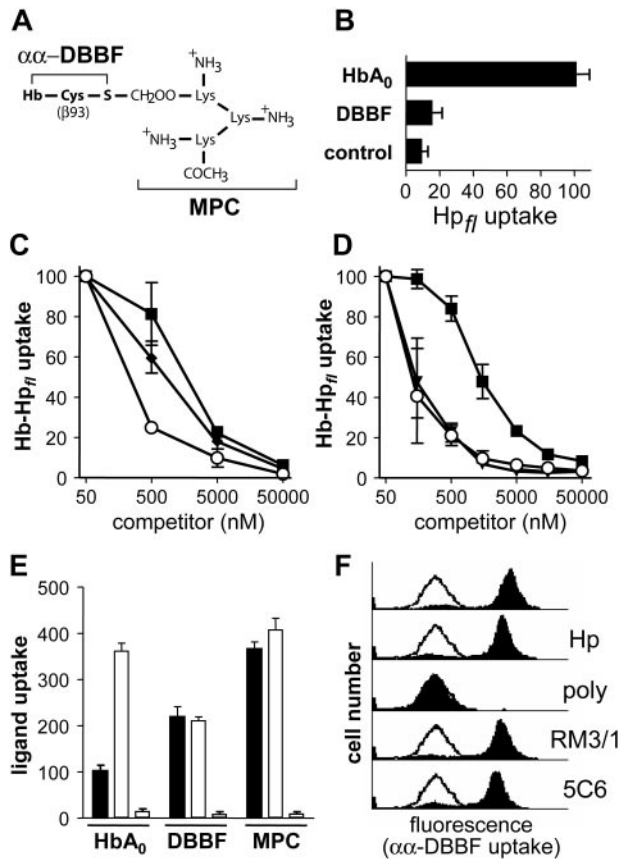 A
αα–DBBF
Hb–Cys–S–CH₂OO–Lys
(β93)
⁺NH₃
Lys–NH₃⁺
⁺NH₃–Lys
COCH₃
MPC
B
HbA₀
DBBF
control
0 20 40 60 80 100
Hpfl uptake
C
Hb-Hpfl uptake
100
80
60
40
20
0
50 500 5000 50000
competitor (nM)
D
Hb-Hpfl uptake
100
80
60
40
20
0
50 500 50000 50000
competitor (nM)
E
ligand uptake
500
400
300
200
100
0
HbA₀ DBBF MPC
F
cell number
Hp
poly
RM3/1
5C6
fluorescence
(αα-DBBF uptake)